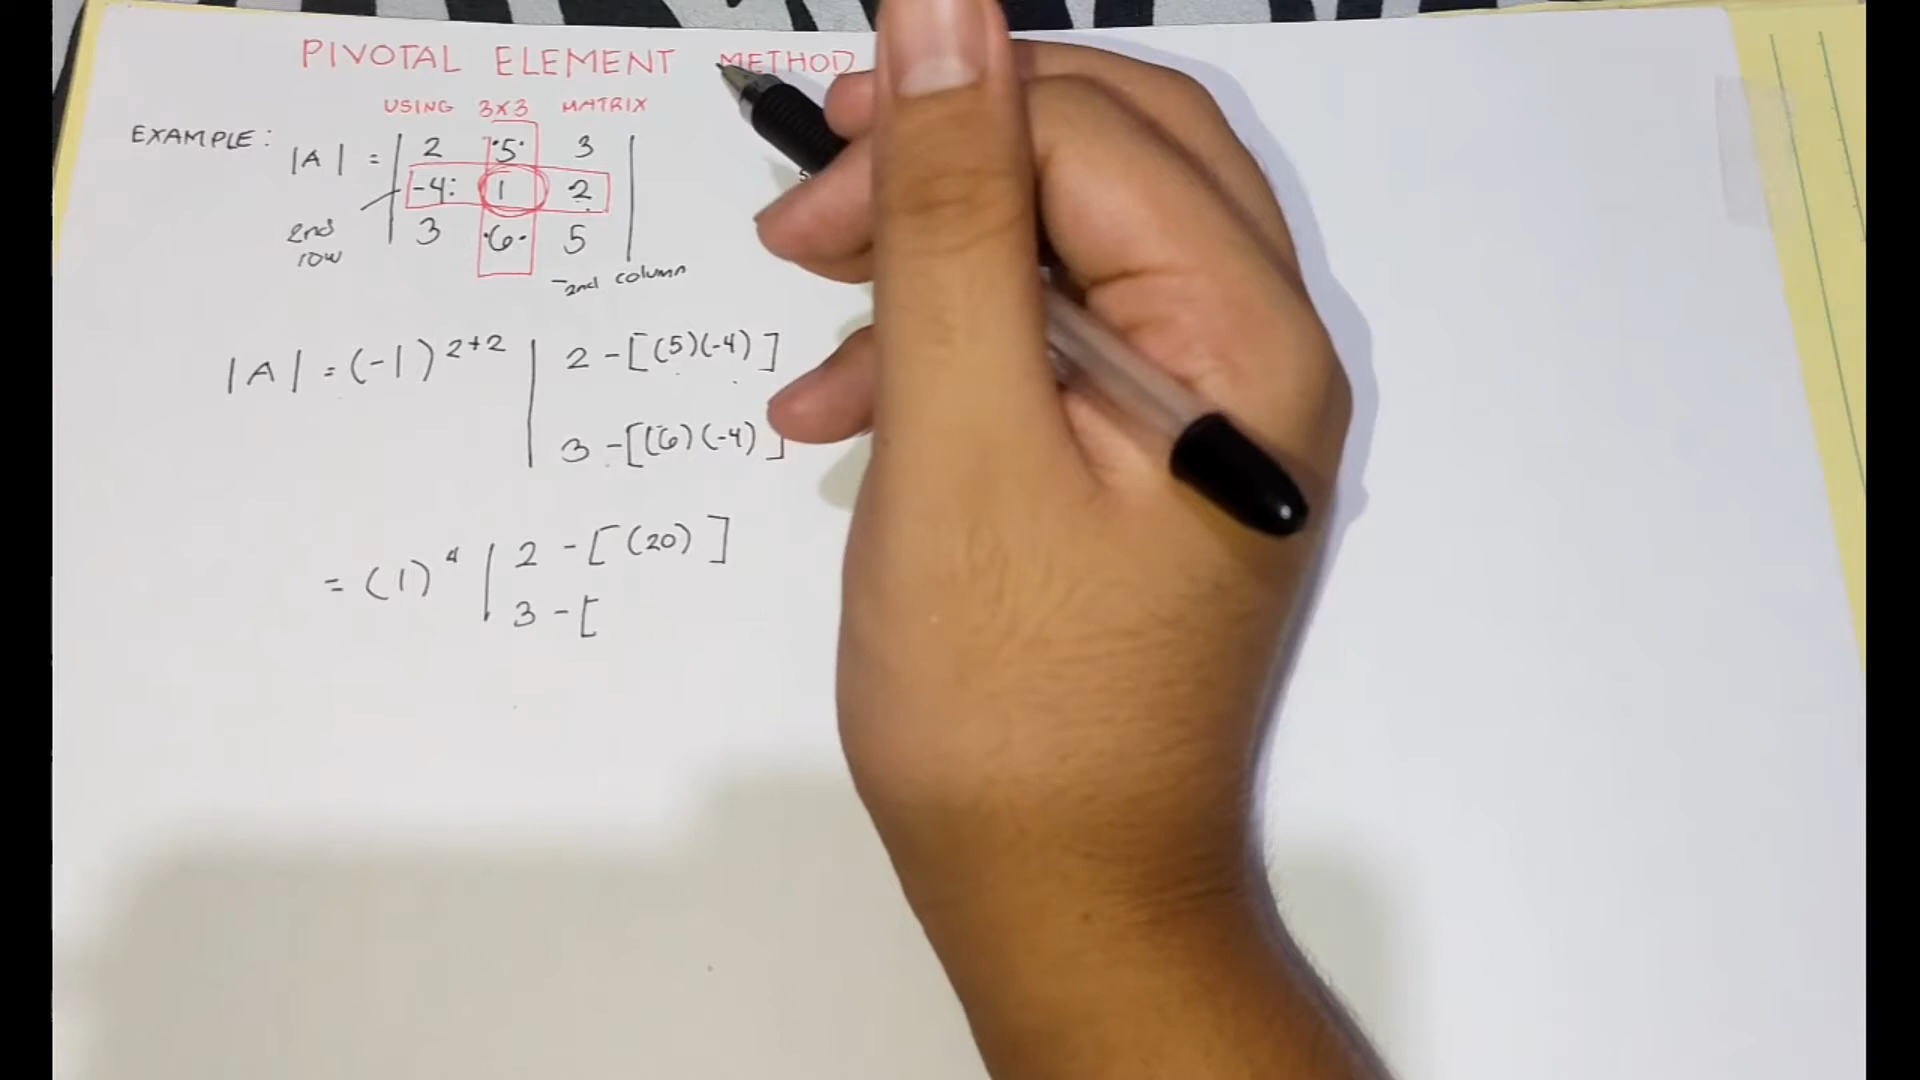 PIVOTAL ELEMENT METHOD
USING 3x3 MATRIX
EXAMPLE:
|A| = | 2 5 3 |
-4 1 2
3 6 5
2nd row
2nd column
|A| = (-1)^{2+2} | 2 - [(5)(-4)]
3 - [(6)(-4)]
= (1)^4 | 2 - [(20)]
3 - [